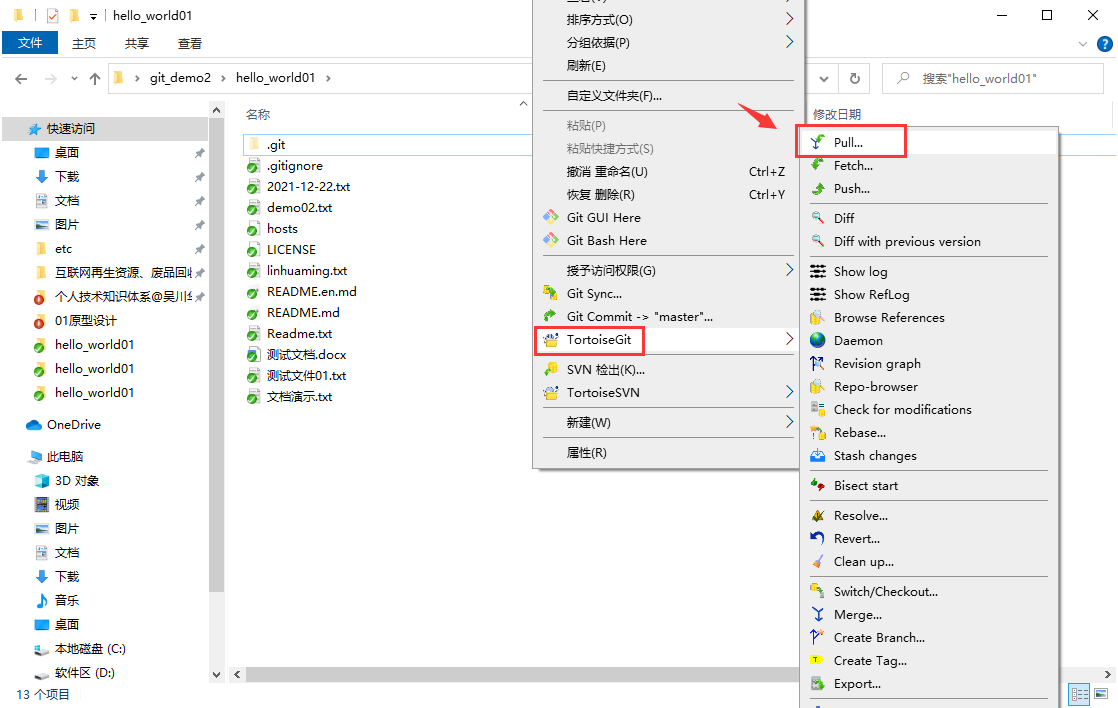 hello_world01
文件
主页
共享
查看
git_demo2
hello_world01
搜索"hello_world01"
快速访问
桌面
下载
文档
图片
etc
互联网再生资源、废品回收
个人技术知识体系@吴川华
01原型设计
hello_world01
hello_world01
hello_world01
OneDrive
此电脑
3D 对象
视频
图片
文档
下载
音乐
桌面
本地磁盘 (C:)
软件区 (D:)
13 个项目
名称
修改日期
.git
.gitignore
2021-12-22.txt
demo02.txt
hosts
LICENSE
linhuaming.txt
README.en.md
README.md
Readme.txt
测试文档.docx
测试文件01.txt
文档演示.txt
排序方式(O)
分组依据(P)
刷新(E)
自定义文件夹(F)...
粘贴(P)
粘贴快捷方式(S)
撤消 重命名(U) Ctrl+Z
恢复 删除(R) Ctrl+Y
Git GUI Here
Git Bash Here
授予访问权限(G)
Git Sync...
Git Commit -> "master"...
TortoiseGit
SVN 检出(K)...
TortoiseSVN
新建(W)
属性(R)
Pull...
Fetch...
Push...
Diff
Diff with previous version
Show log
Show RefLog
Browse References
Daemon
Revision graph
Repo-browser
Check for modifications
Rebase...
Stash changes
Bisect start
Resolve...
Revert...
Clean up...
Switch/Checkout...
Merge...
Create Branch...
Create Tag...
Export...